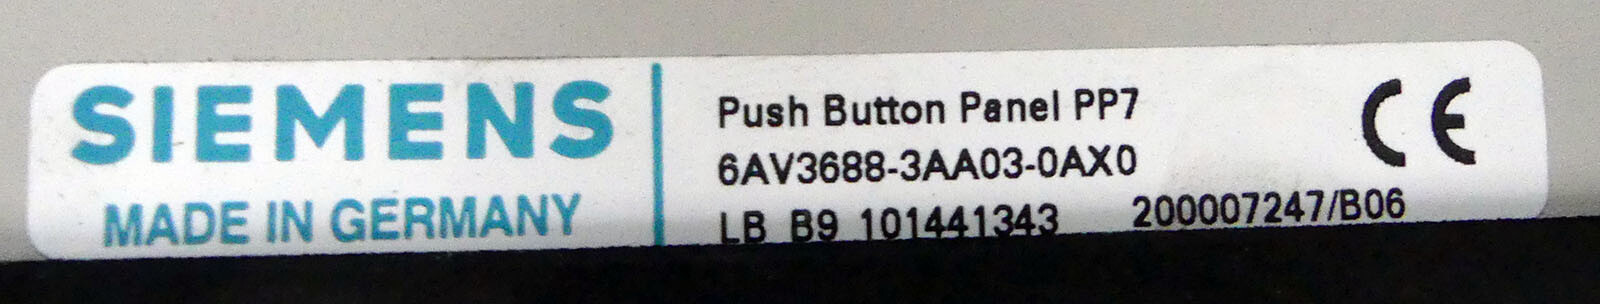 SIEMENS
MADE IN GERMANY
Push Button Panel PP7
6AV3688-3AA03-0AX0
LB B9 101441343 200007247/B06
CE